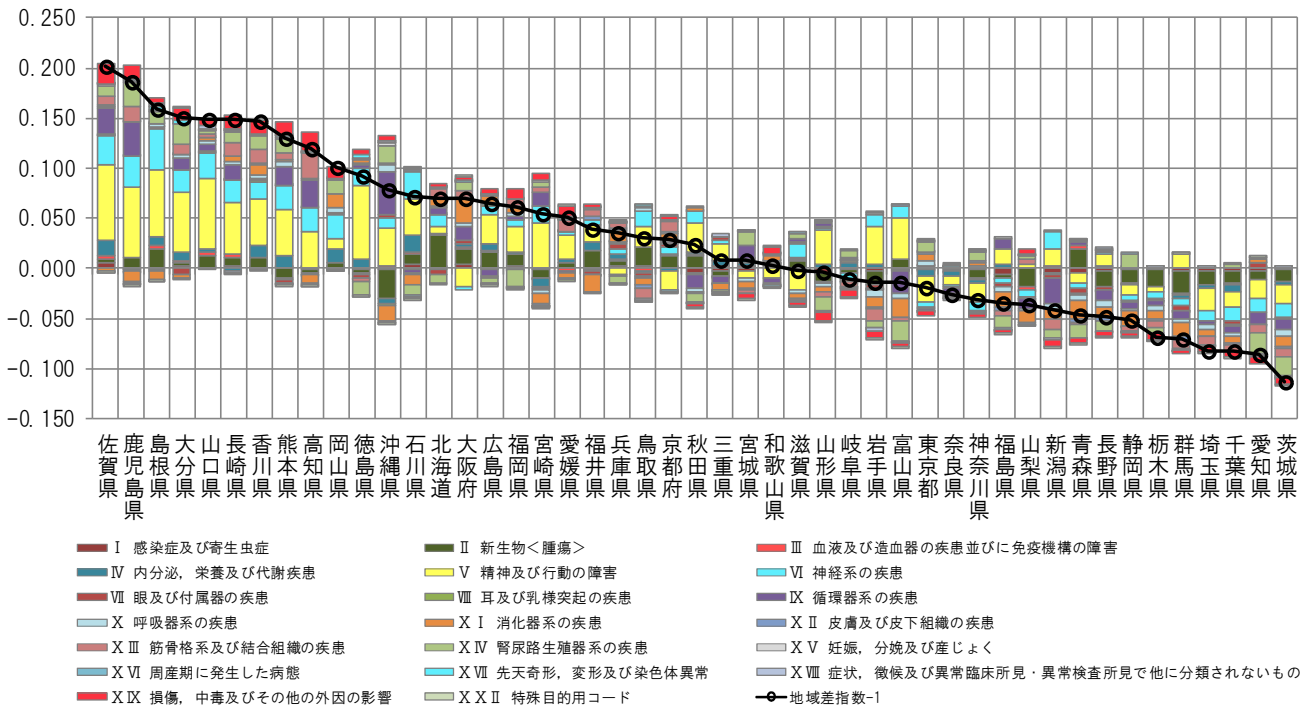 0.250
0.200
0.150
0.100
0.050
0.000
-0.050
-0.100
-0.150
佐賀県
鹿児島県
島根県
大分県
山口県
長崎県
香川県
熊本県
高知県
岡山県
徳島県
沖縄県
石川県
北海道
大阪府
広島県
福岡県
宮崎県
愛媛県
福井県
兵庫県
鳥取県
京都府
秋田県
三重県
宮城県
和歌山県
滋賀県
山形県
岐阜県
岩手県
富山県
東京都
奈良県
神奈川県
福島県
山梨県
新潟県
青森県
長野県
静岡県
栃木県
群馬県
埼玉県
千葉県
愛知県
茨城県
Ⅰ 感染症及び寄生虫症
Ⅱ 新生物<腫瘍>
Ⅲ 血液及び造血器の疾患並びに免疫機構の障害
Ⅳ 内分泌，栄養及び代謝疾患
Ⅴ 精神及び行動の障害
Ⅵ 神経系の疾患
Ⅶ 眼及び付属器の疾患
Ⅷ 耳及び乳様突起の疾患
Ⅸ 循環器系の疾患
Ⅹ 呼吸器系の疾患
ⅩⅠ 消化器系の疾患
ⅩⅡ 皮膚及び皮下組織の疾患
ⅩⅢ 筋骨格系及び結合組織の疾患
ⅩⅣ 腎尿路生殖器系の疾患
ⅩⅤ 妊娠，分娩及び産じょく
ⅩⅥ 周産期に発生した病態
ⅩⅦ 先天奇形，変形及び染色体異常
ⅩⅧ 症状，徴候及び異常臨床所見・異常検査所見で他に分類されないもの
ⅩⅨ 損傷，中毒及びその他の外因の影響
ⅩⅩⅡ 特殊目的用コード
地域差指数-1